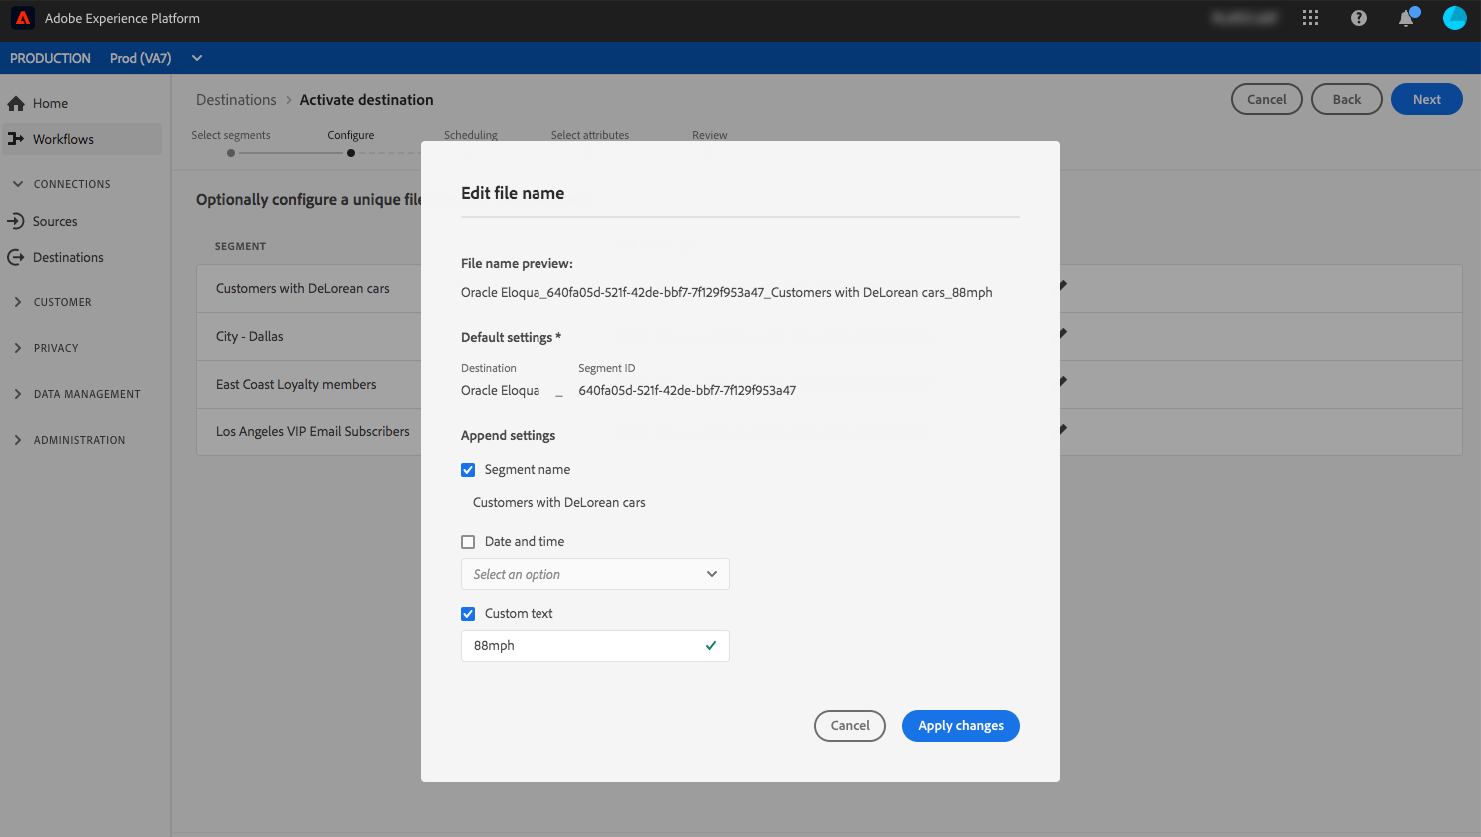 Adobe Experience Platform
PRODUCTION Prod (VA7)
Home
Workflows
CONNECTIONS
Sources
Destinations
CUSTOMER
PRIVACY
DATA MANAGEMENT
ADMINISTRATION
Destinations > Activate destination
Cancel Back Next
Select segments Configure Scheduling Select attributes Review
Optionally configure a unique file
SEGMENT
Customers with DeLorean cars
City - Dallas
East Coast Loyalty members
Los Angeles VIP Email Subscribers
Edit file name
File name preview:
Oracle Eloqua_640fa05d-521f-42de-bbf7-7f129f953a47_Customers with DeLorean cars_88mph
Default settings *
Destination Segment ID
Oracle Eloqua _ 640fa05d-521f-42de-bbf7-7f129f953a47
Append settings
Segment name
Customers with DeLorean cars
Date and time
Select an option
Custom text
88mph
Cancel Apply changes